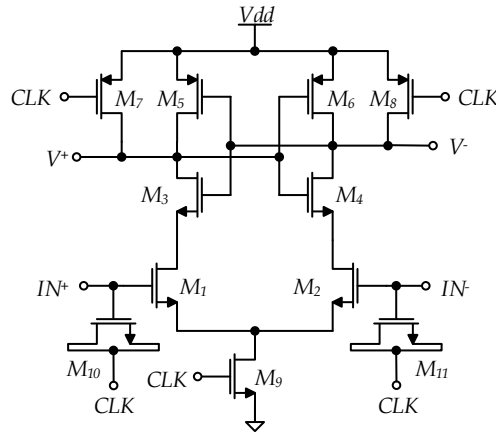 Vdd
CLK M7 M5 M6 M8 CLK
V+ V-
M3 M4
IN+ M1 M2 IN-
M10 CLK M9 M11
CLK CLK